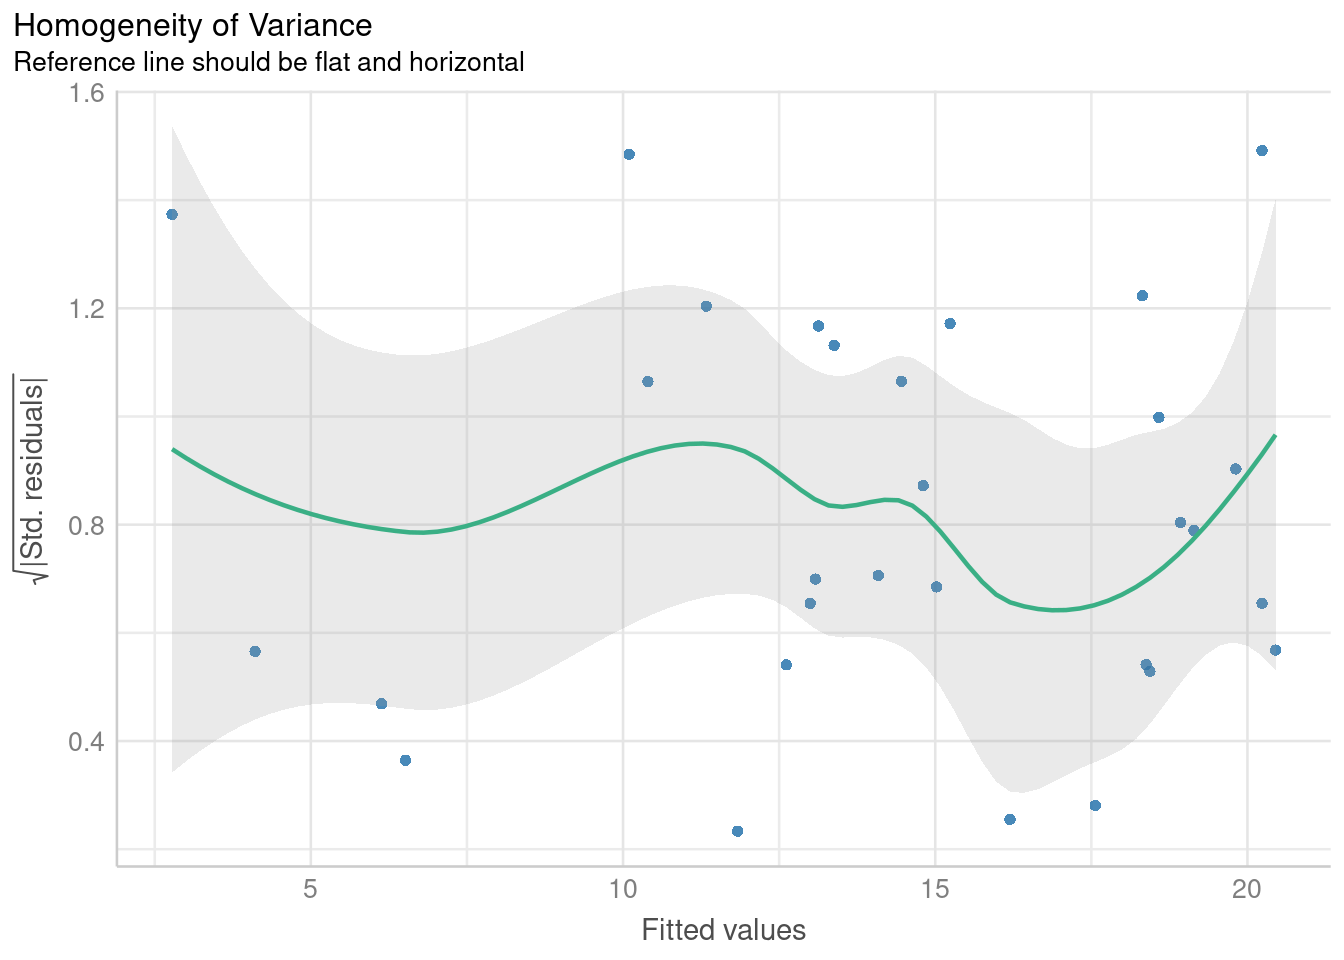 Homogeneity of Variance
Reference line should be flat and horizontal
1.6
1.2
0.8
0.4
√|Std. residuals|
5
10
15
20
Fitted values